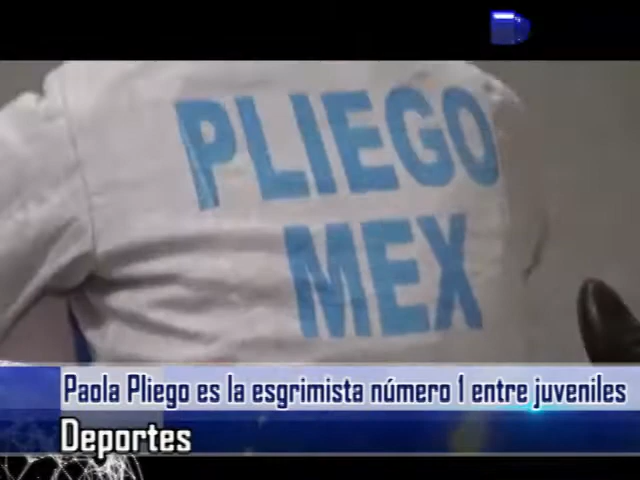 PLIEGO
MEX
Paola Pliego es la esgrimista número 1 entre juveniles
Deportes